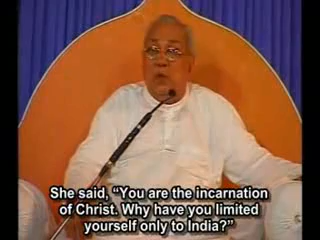 She said, "You are the incarnation
of Christ. Why have you limited
yourself only to India?"